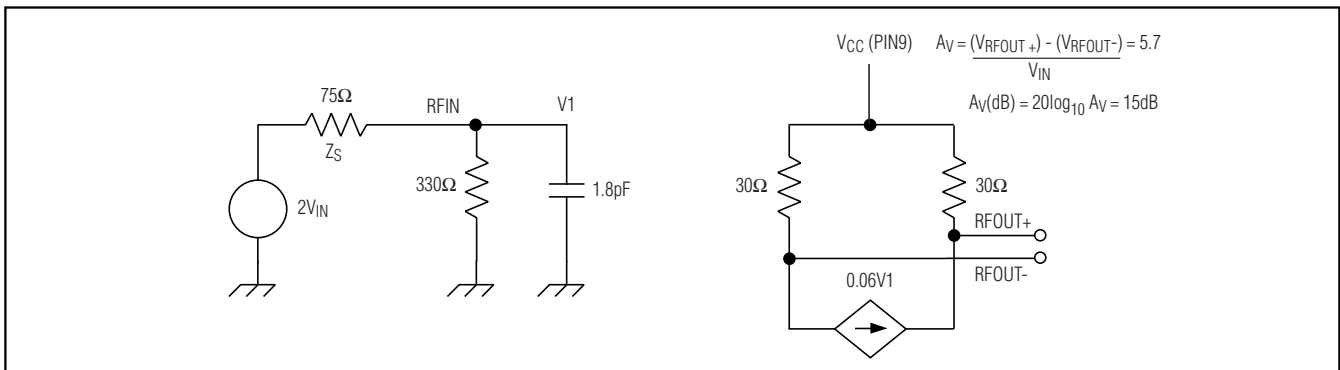 75Ω
ZS
2VIN
RFIN
V1
330Ω
1.8pF
VCC (PIN9)
AV = (VRFOUT +) - (VRFOUT-) = 5.7
VIN
AV(dB) = 20log10 AV = 15dB
30Ω
30Ω
RFOUT+
RFOUT-
0.06V1